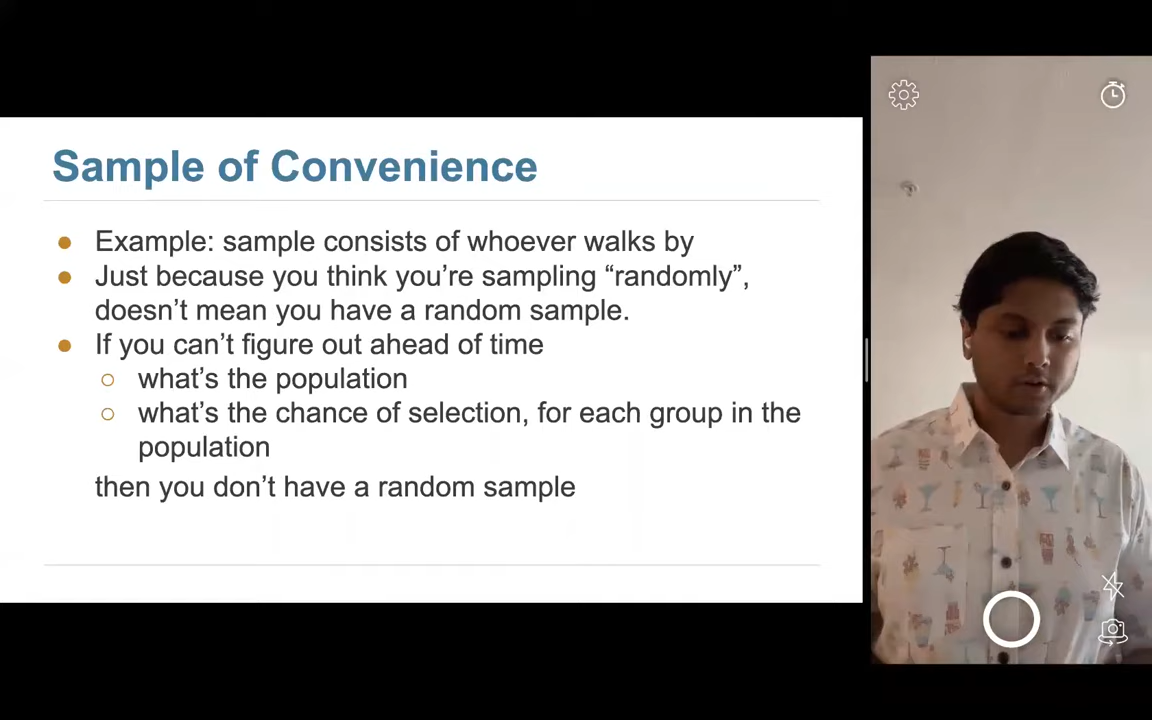 Sample of Convenience
● Example: sample consists of whoever walks by
● Just because you think you’re sampling “randomly”,
doesn’t mean you have a random sample.
● If you can’t figure out ahead of time
○ what’s the population
○ what’s the chance of selection, for each group in the
population
then you don’t have a random sample